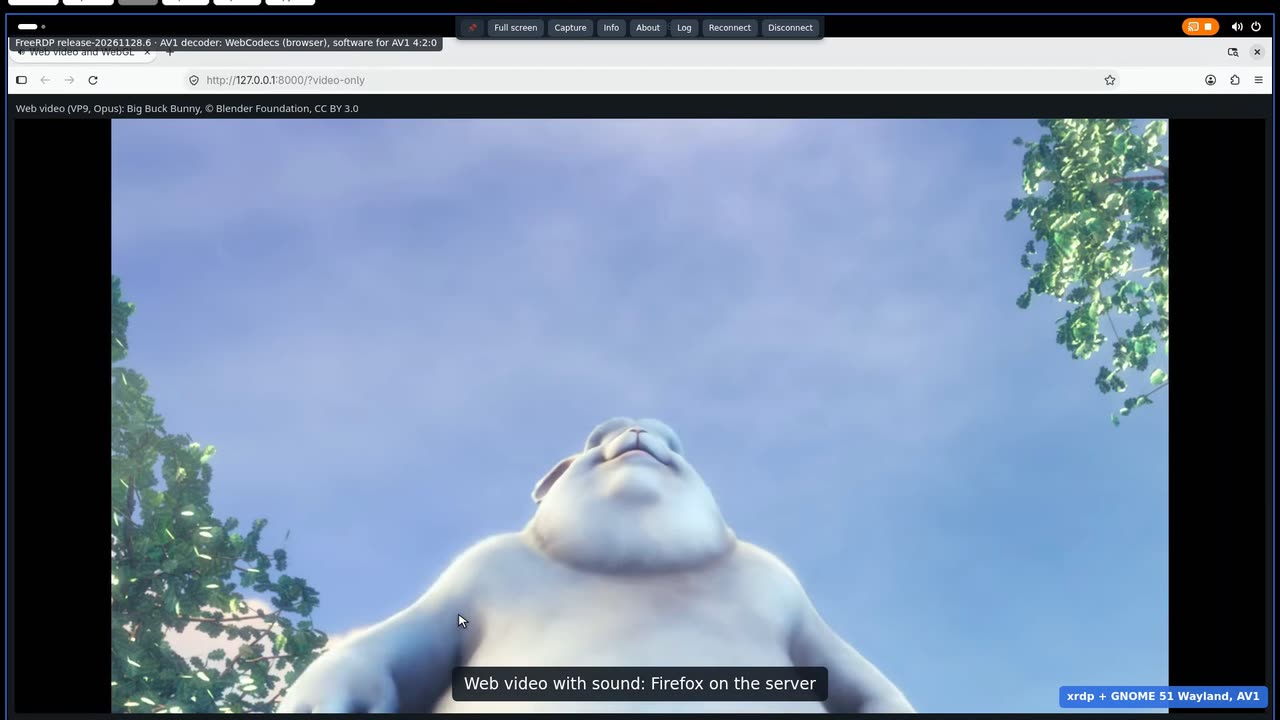 Full screen
Capture
Info
About
Log
Reconnect
Disconnect
FreeRDP release-20261128.6 · AV1 decoder: WebCodecs (browser), software for AV1 4:2:0
Web video and WebGL
http://127.0.0.1:8000/?video-only
Web video (VP9, Opus): Big Buck Bunny, © Blender Foundation, CC BY 3.0
Web video with sound: Firefox on the server
xrdp + GNOME 51 Wayland, AV1